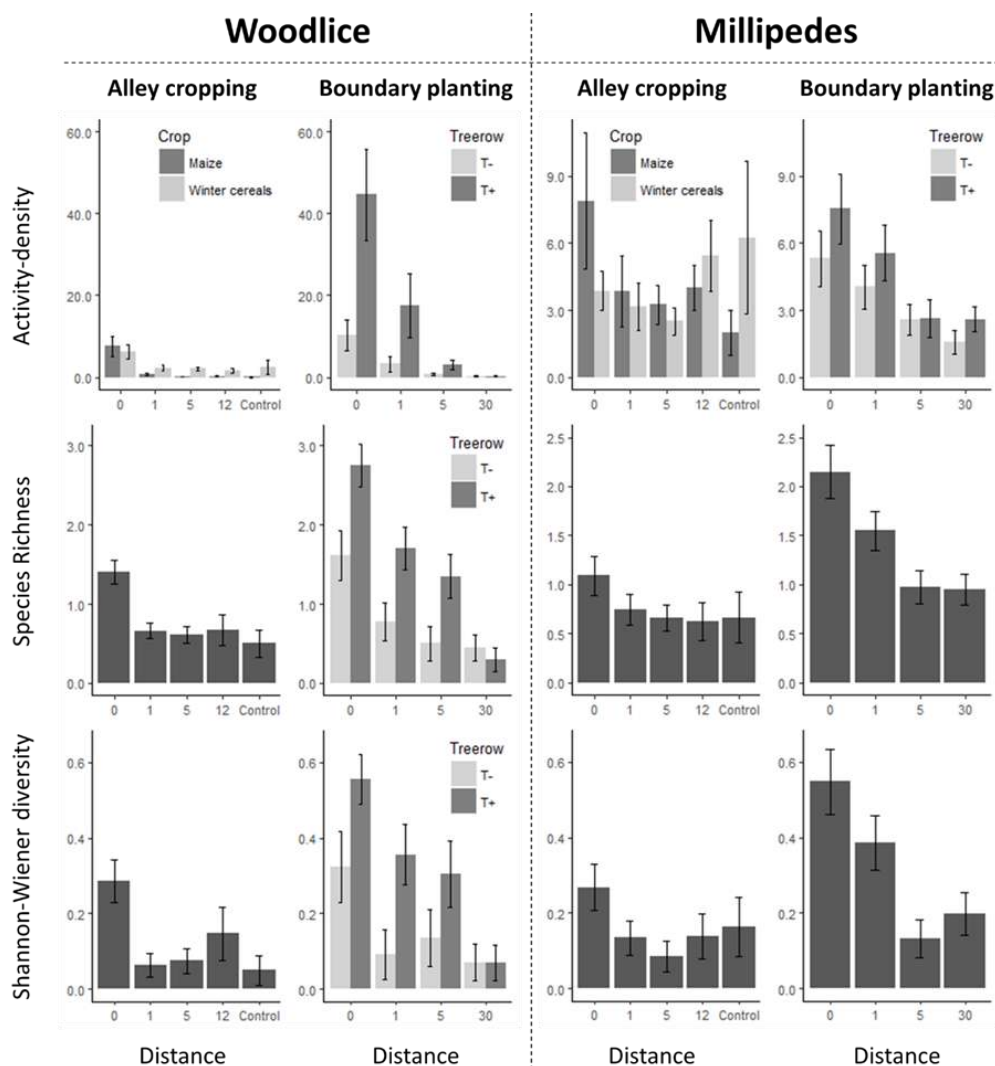 Woodlice
Millipedes
Alley cropping
Boundary planting
Alley cropping
Boundary planting
Activity-density
60.0
40.0
20.0
0.0
Crop
Maize
Winter cereals
0 1 5 12 Control
60.0
40.0
20.0
0.0
Treerow
T-
T+
0 1 5 30
9.0
6.0
3.0
0.0
Crop
Maize
Winter cereals
0 1 5 12 Control
9.0
6.0
3.0
0.0
Treerow
T-
T+
0 1 5 30
Species Richness
3.0
2.0
1.0
0.0
0 1 5 12 Control
3.0
2.0
1.0
0.0
Treerow
T-
T+
0 1 5 30
2.5
2.0
1.5
1.0
0.5
0.0
0 1 5 12 Control
2.5
2.0
1.5
1.0
0.5
0.0
0 1 5 30
Shannon-Wiener diversity
0.6
0.4
0.2
0.0
0 1 5 12 Control
0.6
0.4
0.2
0.0
Treerow
T-
T+
0 1 5 30
0.6
0.4
0.2
0.0
0 1 5 12 Control
0.6
0.4
0.2
0.0
0 1 5 30
Distance
Distance
Distance
Distance